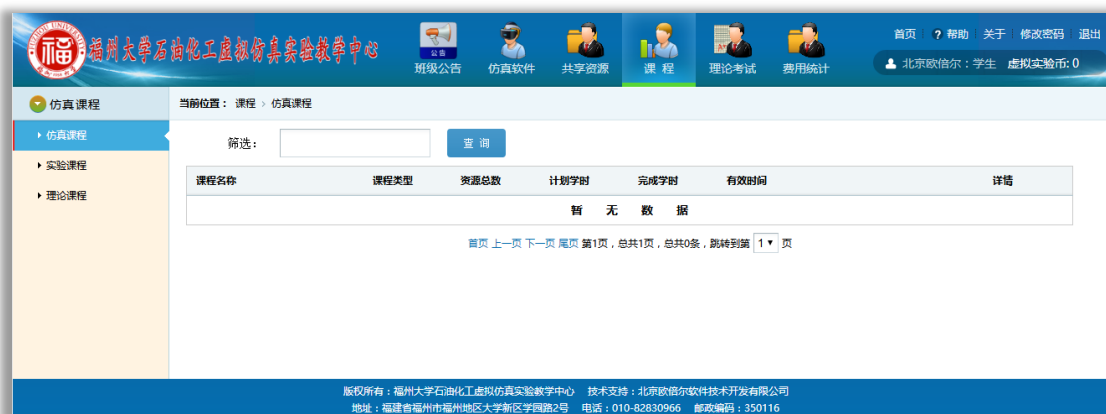 福州大学石油化工虚拟仿真实验教学中心
公告
班级公告 仿真软件 共享资源 课程 理论考试 费用统计
首页 ? 帮助 关于 修改密码 退出
北京欧倍尔：学生 虚拟实验币:0
仿真课程
当前位置： 课程 > 仿真课程
仿真课程
筛选： 查 询
实验课程
课程名称 课程类型 资源总数 计划学时 完成学时 有效时间 详情
理论课程
暂 无 数 据
首页 上一页 下一页 尾页 第1页，总共1页，总共0条，跳转到第 1 页
版权所有：福州大学石油化工虚拟仿真实验教学中心 技术支持：北京欧倍尔软件技术开发有限公司
地址：福建省福州市福州地区大学新区学园路2号 电话：010-82830966 邮政编码：350116